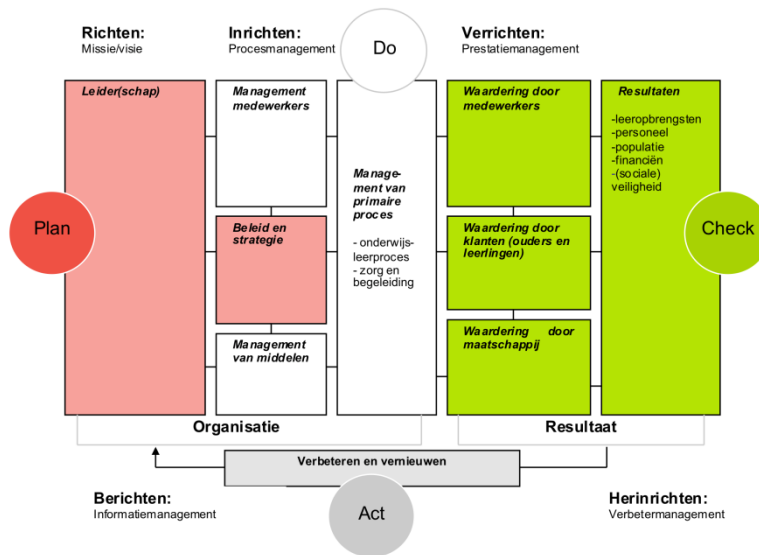 Richten:
Missie/visie
Inrichten:
Procesmanagement
Do
Verrichten:
Prestatiemanagement
Leider(schap)
Management
medewerkers
Waardering door
medewerkers
Resultaten
-leeropbrengsten
-personeel
-populatie
-financiën
-(sociale)
veiligheid
Manage-
ment van
primaire
proces
- onderwijs-
leerproces
- zorg en
begeleiding
Plan
Beleid en
strategie
Waardering door
klanten (ouders en
leerlingen)
Check
Management
van middelen
Waardering door
maatschappij
Organisatie
Resultaat
Verbeteren en vernieuwen
Berichten:
Informatiemanagement
Act
Herinrichten:
Verbetermanagement